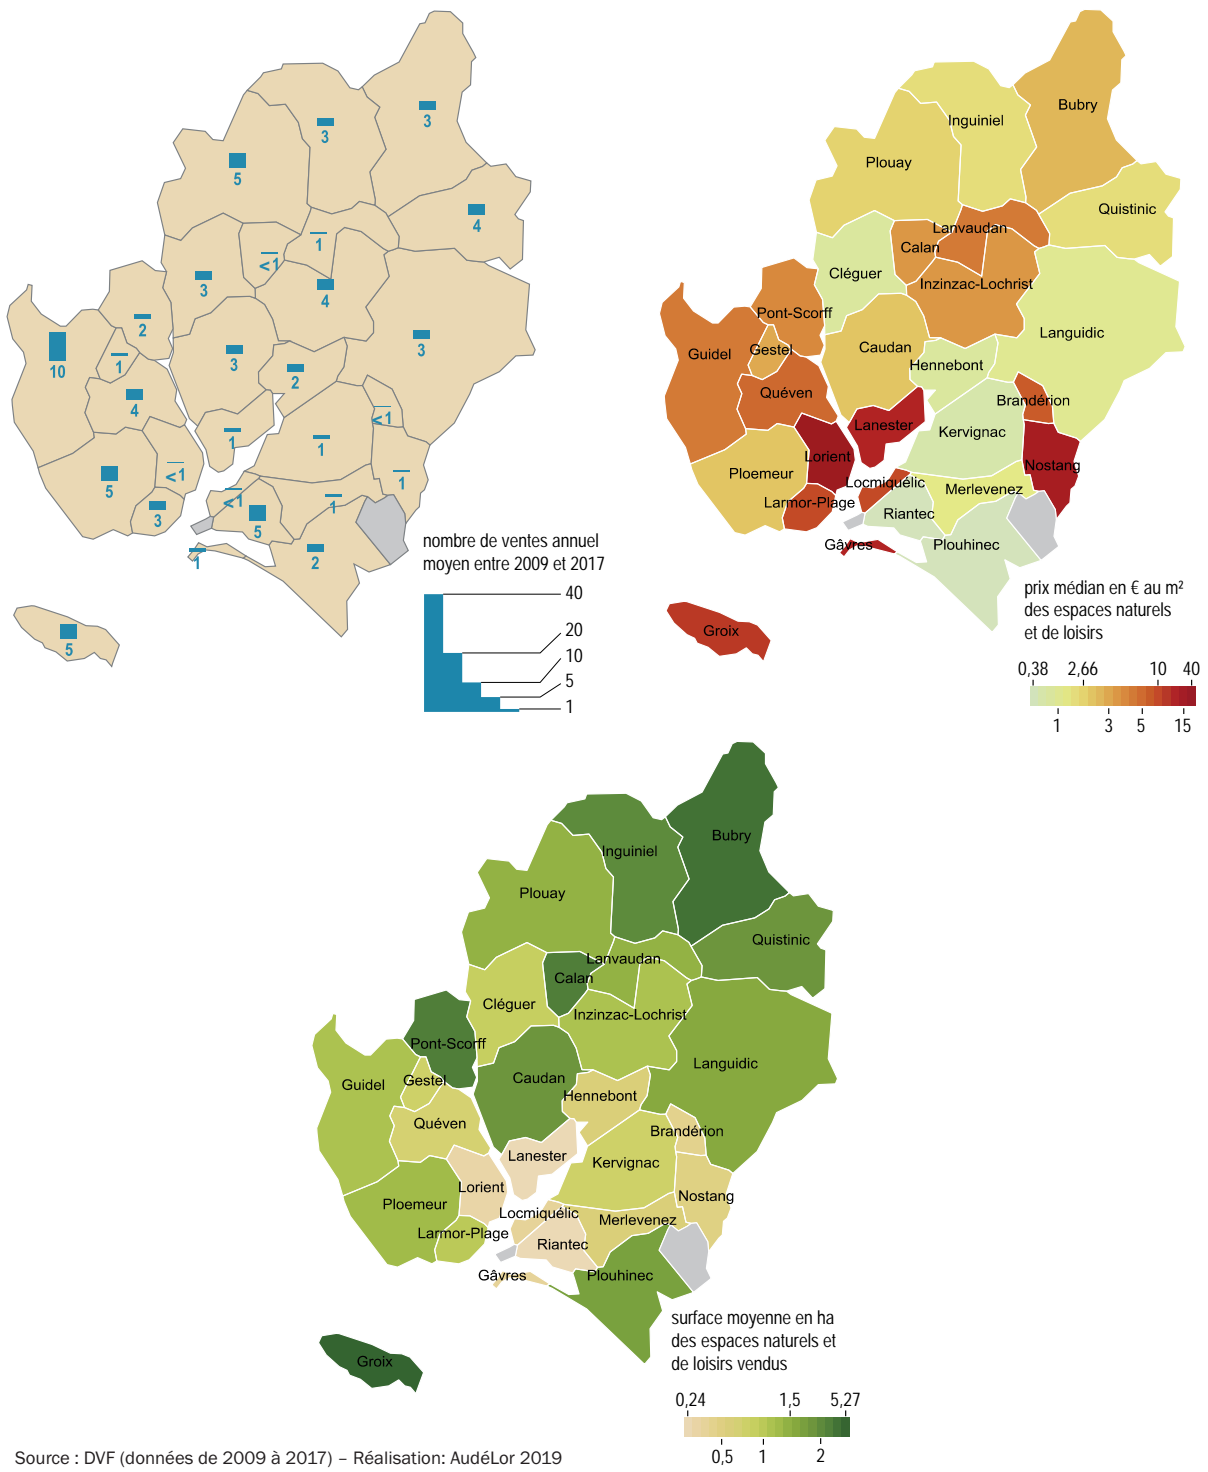 3
3
5
4
1
<1
3
4
2
10
1
3
3
2
4
<1
1
1
5
<1
1
3
<1
5
1
1
2
5
nombre de ventes annuel
moyen entre 2009 et 2017
40
20
10
5
1
Bubry
Inguiniel
Plouay
Quistinic
Lanvaudan
Calan
Cléguer
Inzinzac-Lochrist
Pont-Scorff
Languidic
Guidel
Gestel
Caudan
Hennebont
Quéven
Brandérion
Lanester
Kervignac
Lorient
Nostang
Ploemeur
Locmiquélic
Merlevenez
Larmor-Plage
Riantec
Gâvres
Plouhinec
Groix
prix médian en € au m²
des espaces naturels
et de loisirs
0,38 2,66 10 40
1 3 5 15
Bubry
Inguiniel
Plouay
Quistinic
Lanvaudan
Calan
Cléguer
Inzinzac-Lochrist
Pont-Scorff
Languidic
Guidel
Gestel
Caudan
Hennebont
Quéven
Brandérion
Lanester
Kervignac
Lorient
Nostang
Ploemeur
Locmiquélic
Merlevenez
Larmor-Plage
Riantec
Gâvres
Plouhinec
Groix
surface moyenne en ha
des espaces naturels et
de loisirs vendus
0,24 1,5 5,27
0,5 1 2
Source : DVF (données de 2009 à 2017) – Réalisation: AudéLor 2019